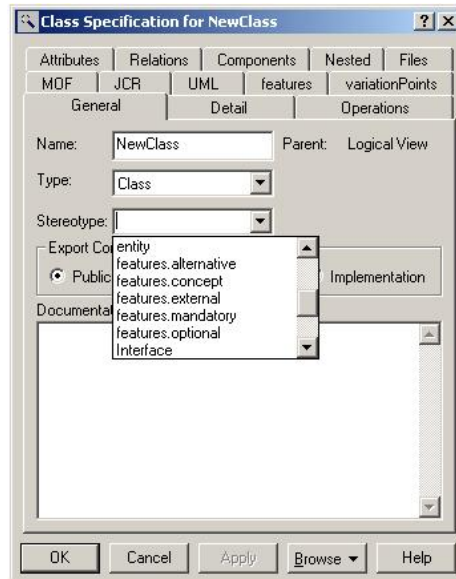 Class Specification for NewClass
Attributes Relations Components Nested Files
MOF JCR UML features variationPoints
General Detail Operations
Name: NewClass Parent: Logical View
Type: Class
Stereotype:
entity
features.alternative
features.concept
features.external
features.mandatory
features.optional
Interface
Export Co
Public Implementation
Documentat
OK Cancel Apply Browse Help